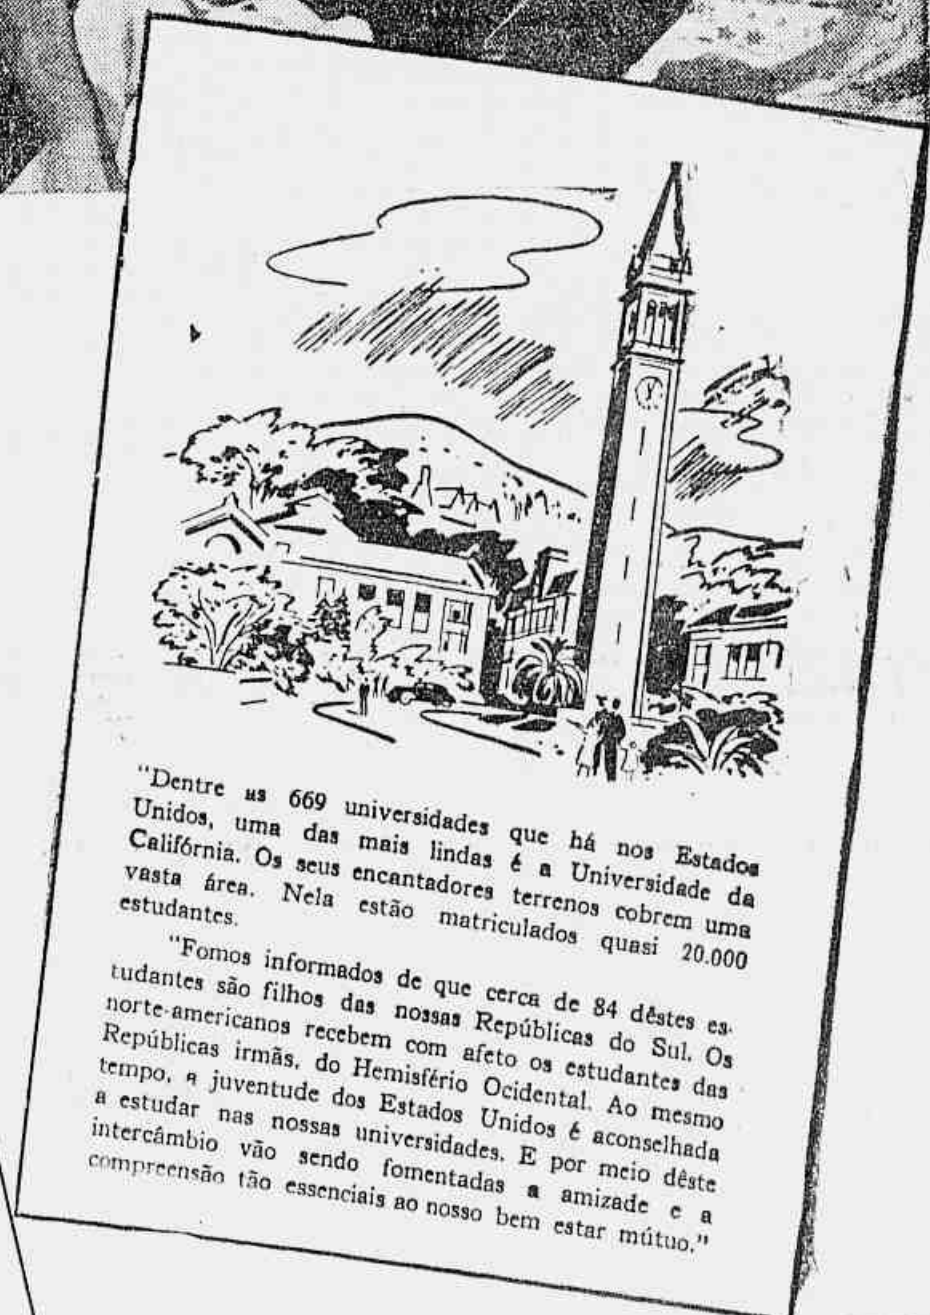 "Dentre as 669 universidades que há nos Estados
Unidos, uma das mais lindas é a Universidade da
Califórnia. Os seus encantadores terrenos cobrem uma
vasta área. Nela estão matriculados quasi 20.000
estudantes.
"Fomos informados de que cerca de 84 dêstes es-
tudantes são filhos das nossas Repúblicas do Sul. Os
norte-americanos recebem com afeto os estudantes das
Repúblicas irmãs, do Hemisfério Ocidental. Ao mesmo
tempo, a juventude dos Estados Unidos é aconselhada
a estudar nas nossas universidades. E por meio dêste
intercâmbio vão sendo fomentadas a amizade e a
compreensão tão essenciais ao nosso bem estar mútuo."